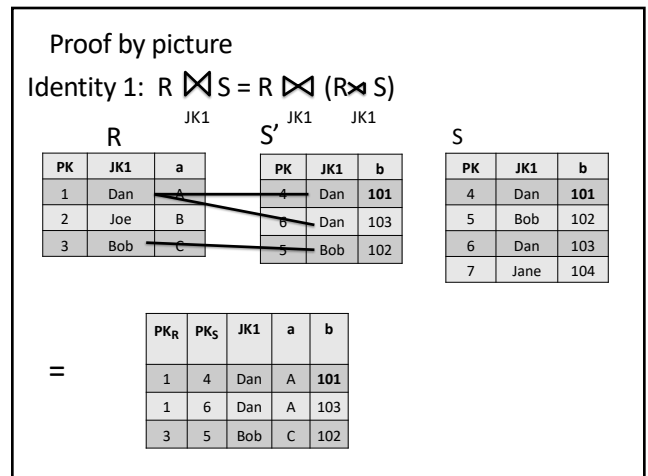 Proof by picture
Identity 1: R ⋈ S = R ⋈ (R⋊ S)
JK1 JK1 JK1
R S’ S
PK JK1 a PK JK1 b PK JK1 b
1 Dan A 4 Dan 101 4 Dan 101
2 Joe B 6 Dan 103 5 Bob 102
3 Bob C 5 Bob 102 6 Dan 103
7 Jane 104
PKR PKS JK1 a b
=
1 4 Dan A 101
1 6 Dan A 103
3 5 Bob C 102